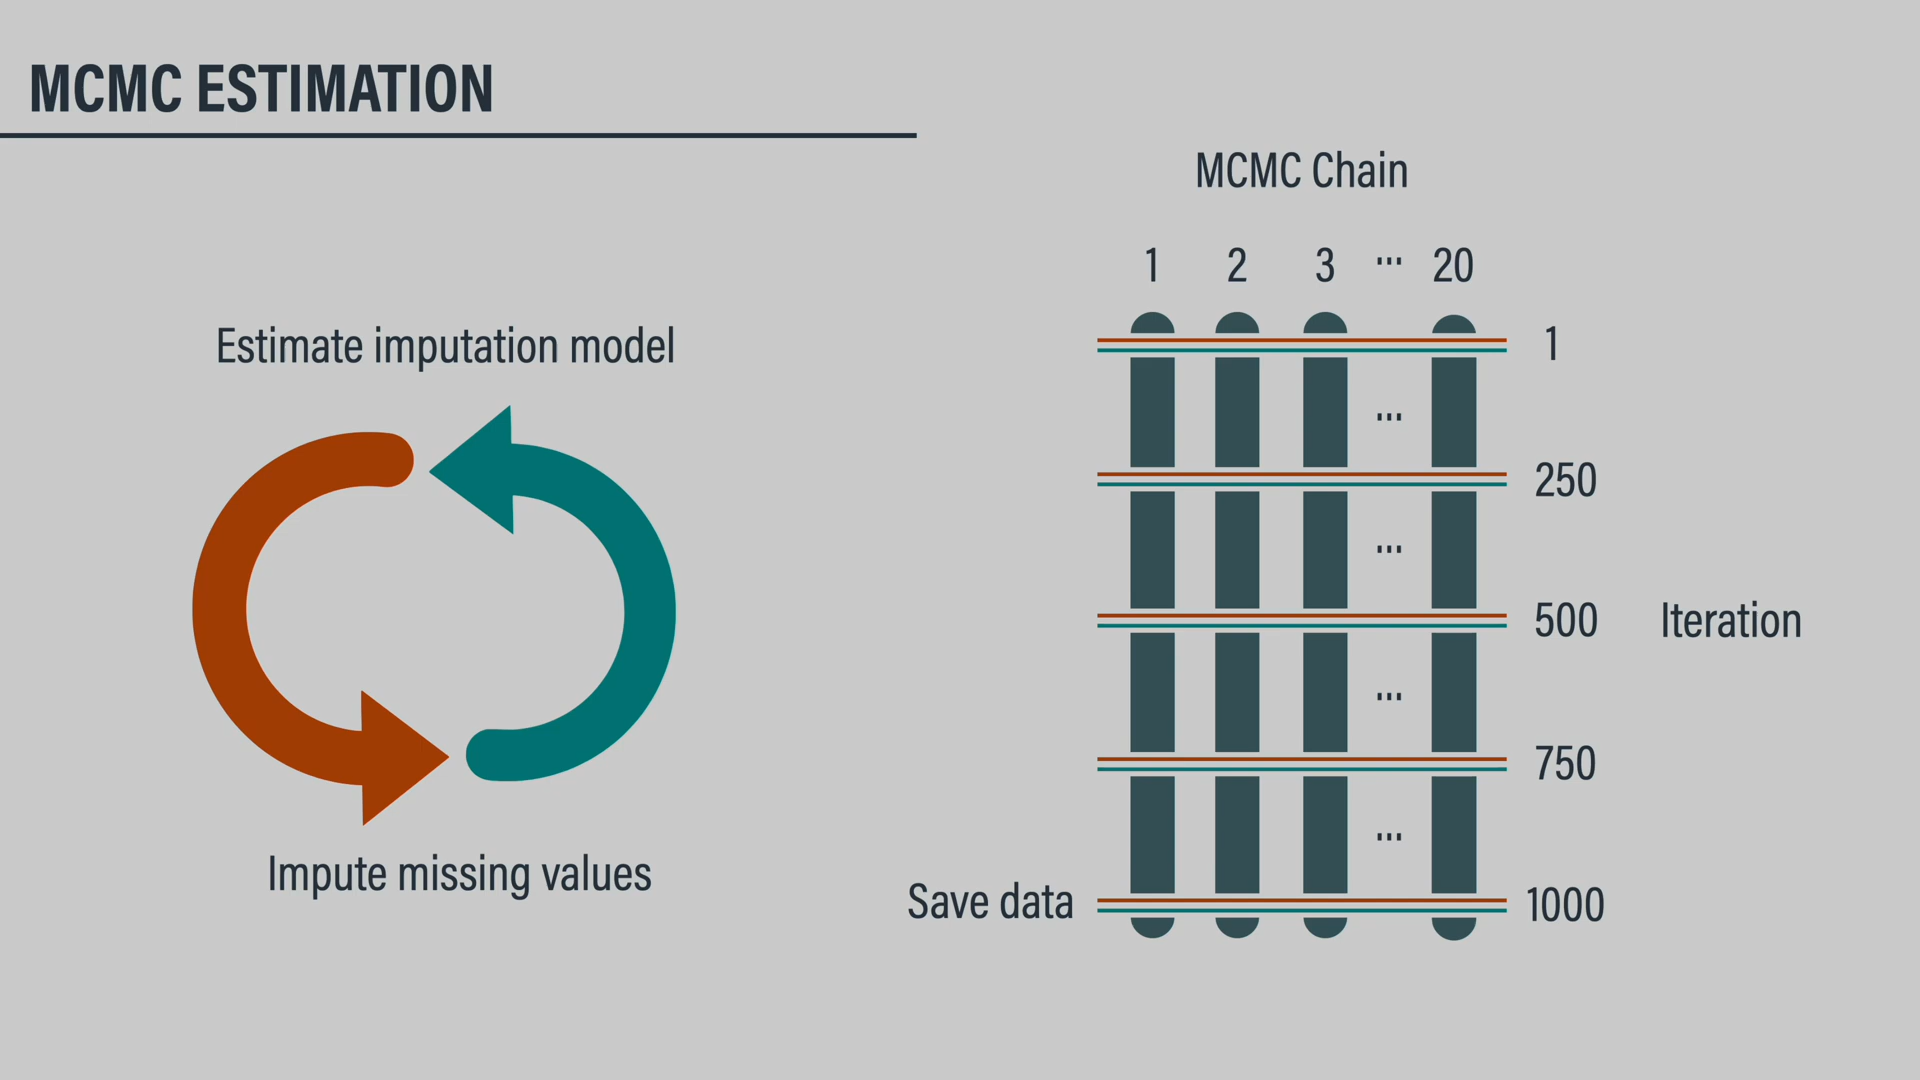 MCMC ESTIMATION
Estimate imputation model
Impute missing values
MCMC Chain
1 2 3 ... 20
1
...
250
...
500 Iteration
...
750
...
Save data 1000